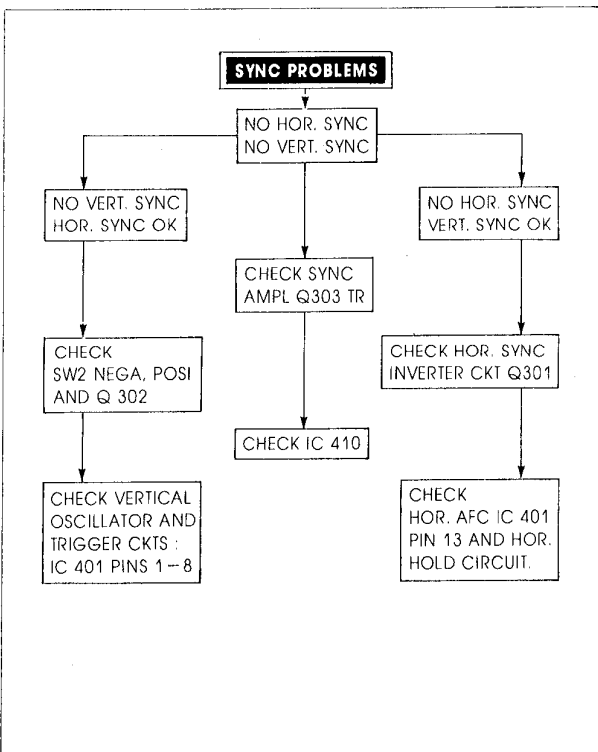 SYNC PROBLEMS
NO HOR. SYNC
NO VERT. SYNC
NO VERT. SYNC
HOR. SYNC OK
NO HOR. SYNC
VERT. SYNC OK
CHECK SYNC
AMPL Q303 TR
CHECK
SW2 NEGA, POSI
AND Q 302
CHECK HOR. SYNC
INVERTER CKT Q301
CHECK IC 410
CHECK VERTICAL
OSCILLATOR AND
TRIGGER CKTS :
IC 401 PINS 1–8
CHECK
HOR. AFC IC 401
PIN 13 AND HOR.
HOLD CIRCUIT.